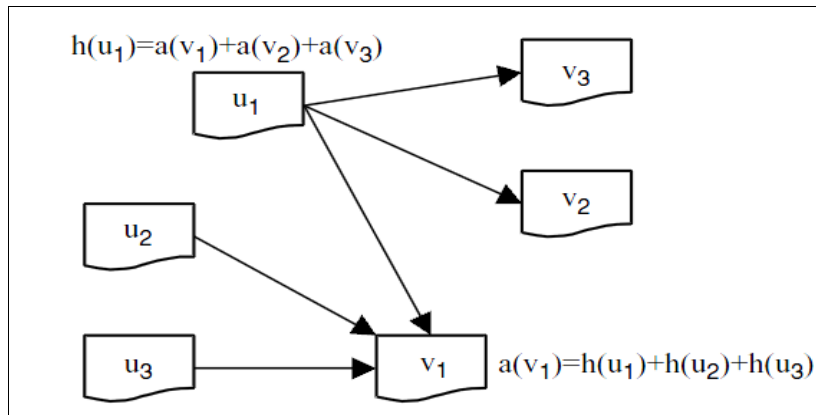 h(u₁)=a(v₁)+a(v₂)+a(v₃)
u₁
v₃
v₂
u₂
u₃
v₁
a(v₁)=h(u₁)+h(u₂)+h(u₃)